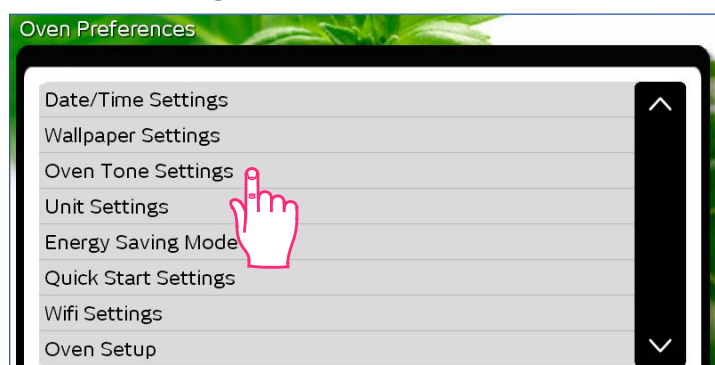 Oven Preferences
Date/Time Settings
Wallpaper Settings
Oven Tone Settings
Unit Settings
Energy Saving Mode
Quick Start Settings
Wifi Settings
Oven Setup